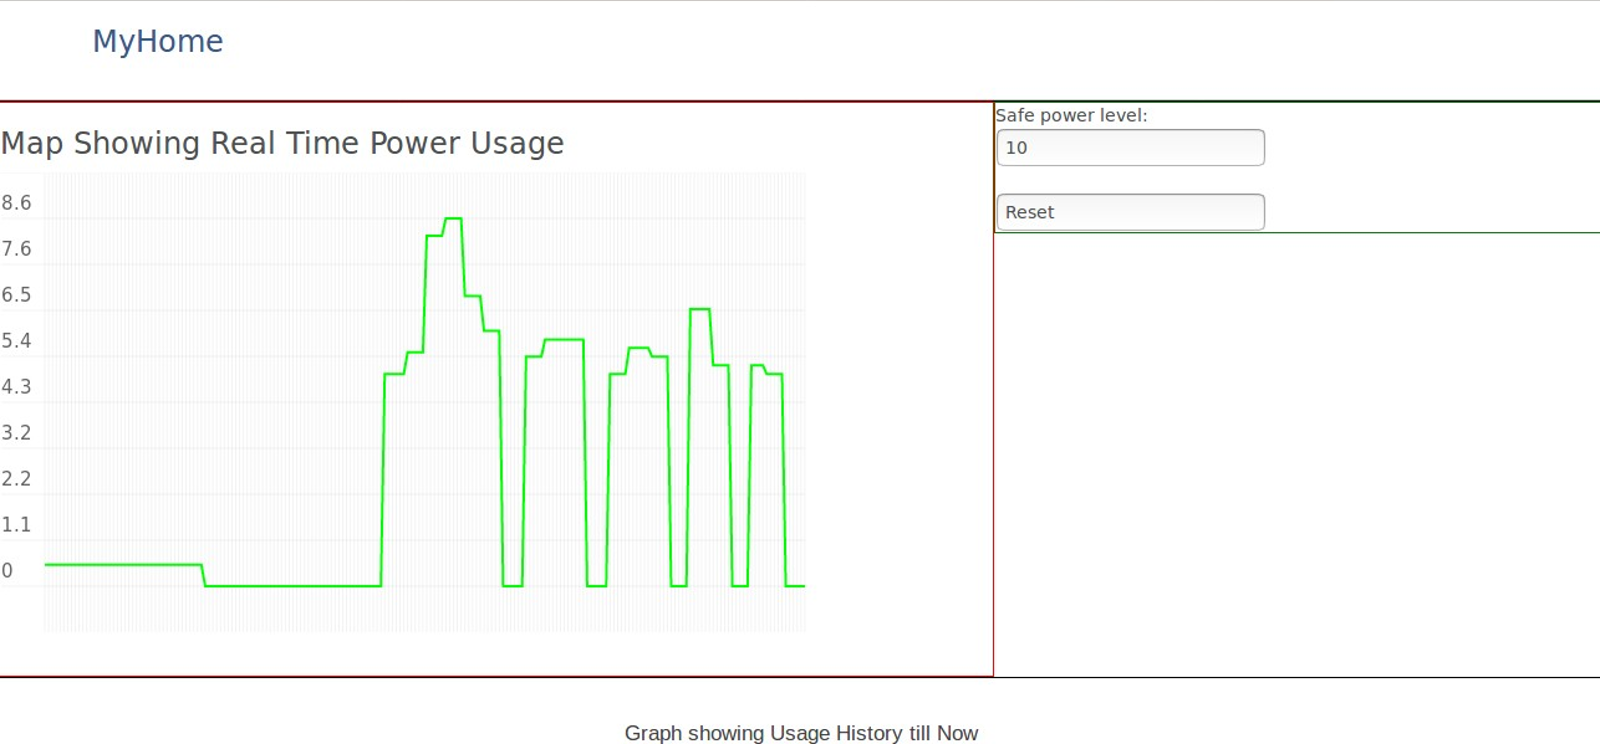 MyHome
Map Showing Real Time Power Usage
8.6
7.6
6.5
5.4
4.3
3.2
2.2
1.1
0
Safe power level:
10
Reset
Graph showing Usage History till Now